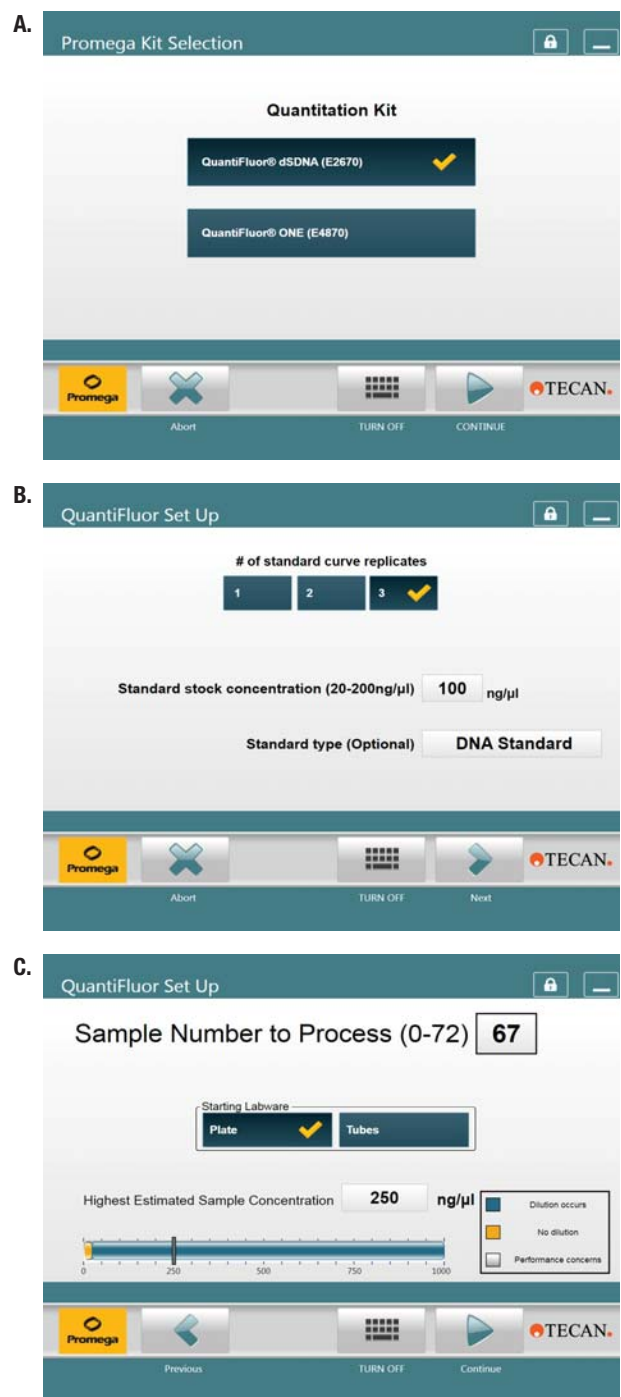 A.
Promega Kit Selection
Quantitation Kit
QuantiFluor® dSDNA (E2670)
QuantiFluor® ONE (E4870)
Promega
TECAN.
Abort
TURN OFF
CONTINUE
B.
QuantiFluor Set Up
# of standard curve replicates
1 2 3
Standard stock concentration (20-200ng/µl) 100 ng/µl
Standard type (Optional) DNA Standard
Promega
TECAN.
Abort
TURN OFF
Next
C.
QuantiFluor Set Up
Sample Number to Process (0-72) 67
Starting Labware
Plate Tubes
Highest Estimated Sample Concentration 250 ng/µl
Dilution occurs
No dilution
Performance concerns
0 250 500 750 1000
Promega
TECAN.
Previous
TURN OFF
Continue